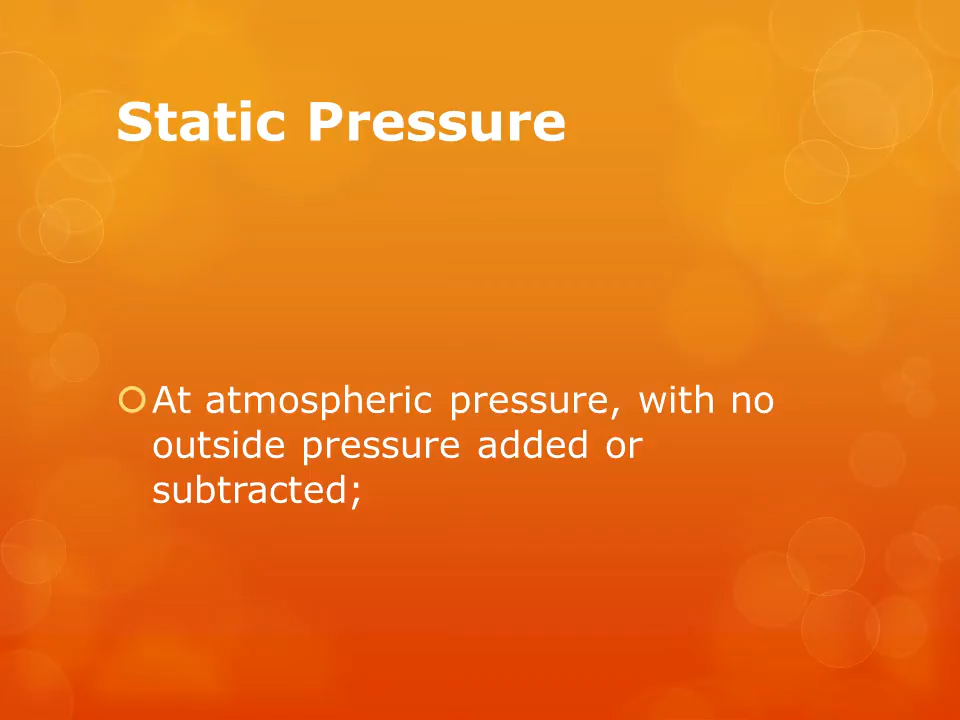 Static Pressure
At atmospheric pressure, with no
outside pressure added or
subtracted;